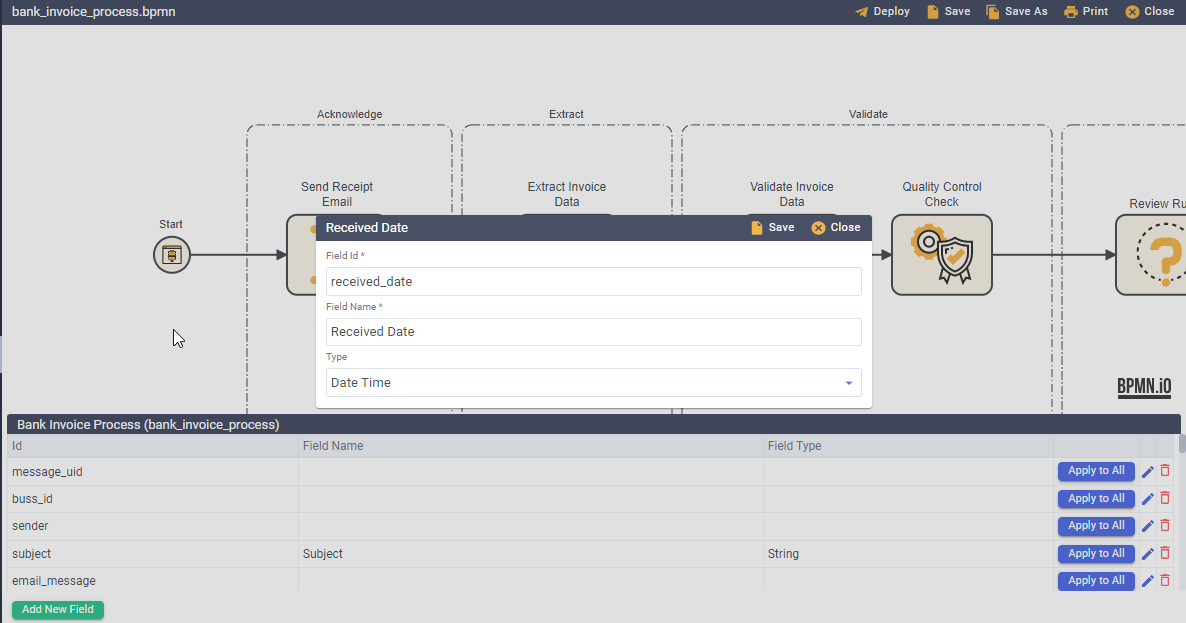 bank_invoice_process.bpmn
Deploy Save Save As Print Close
Acknowledge Extract Validate
Send Receipt
Email
Extract Invoice
Data
Validate Invoice
Data
Quality Control
Check
Start
Review Ru
Received Date Save Close
Field Id *
received_date
Field Name *
Received Date
Type
Date Time
BPMN.iO
Bank Invoice Process (bank_invoice_process)
Id Field Name Field Type
message_uid Apply to All
buss_id Apply to All
sender Apply to All
subject Subject String Apply to All
email_message Apply to All
Add New Field